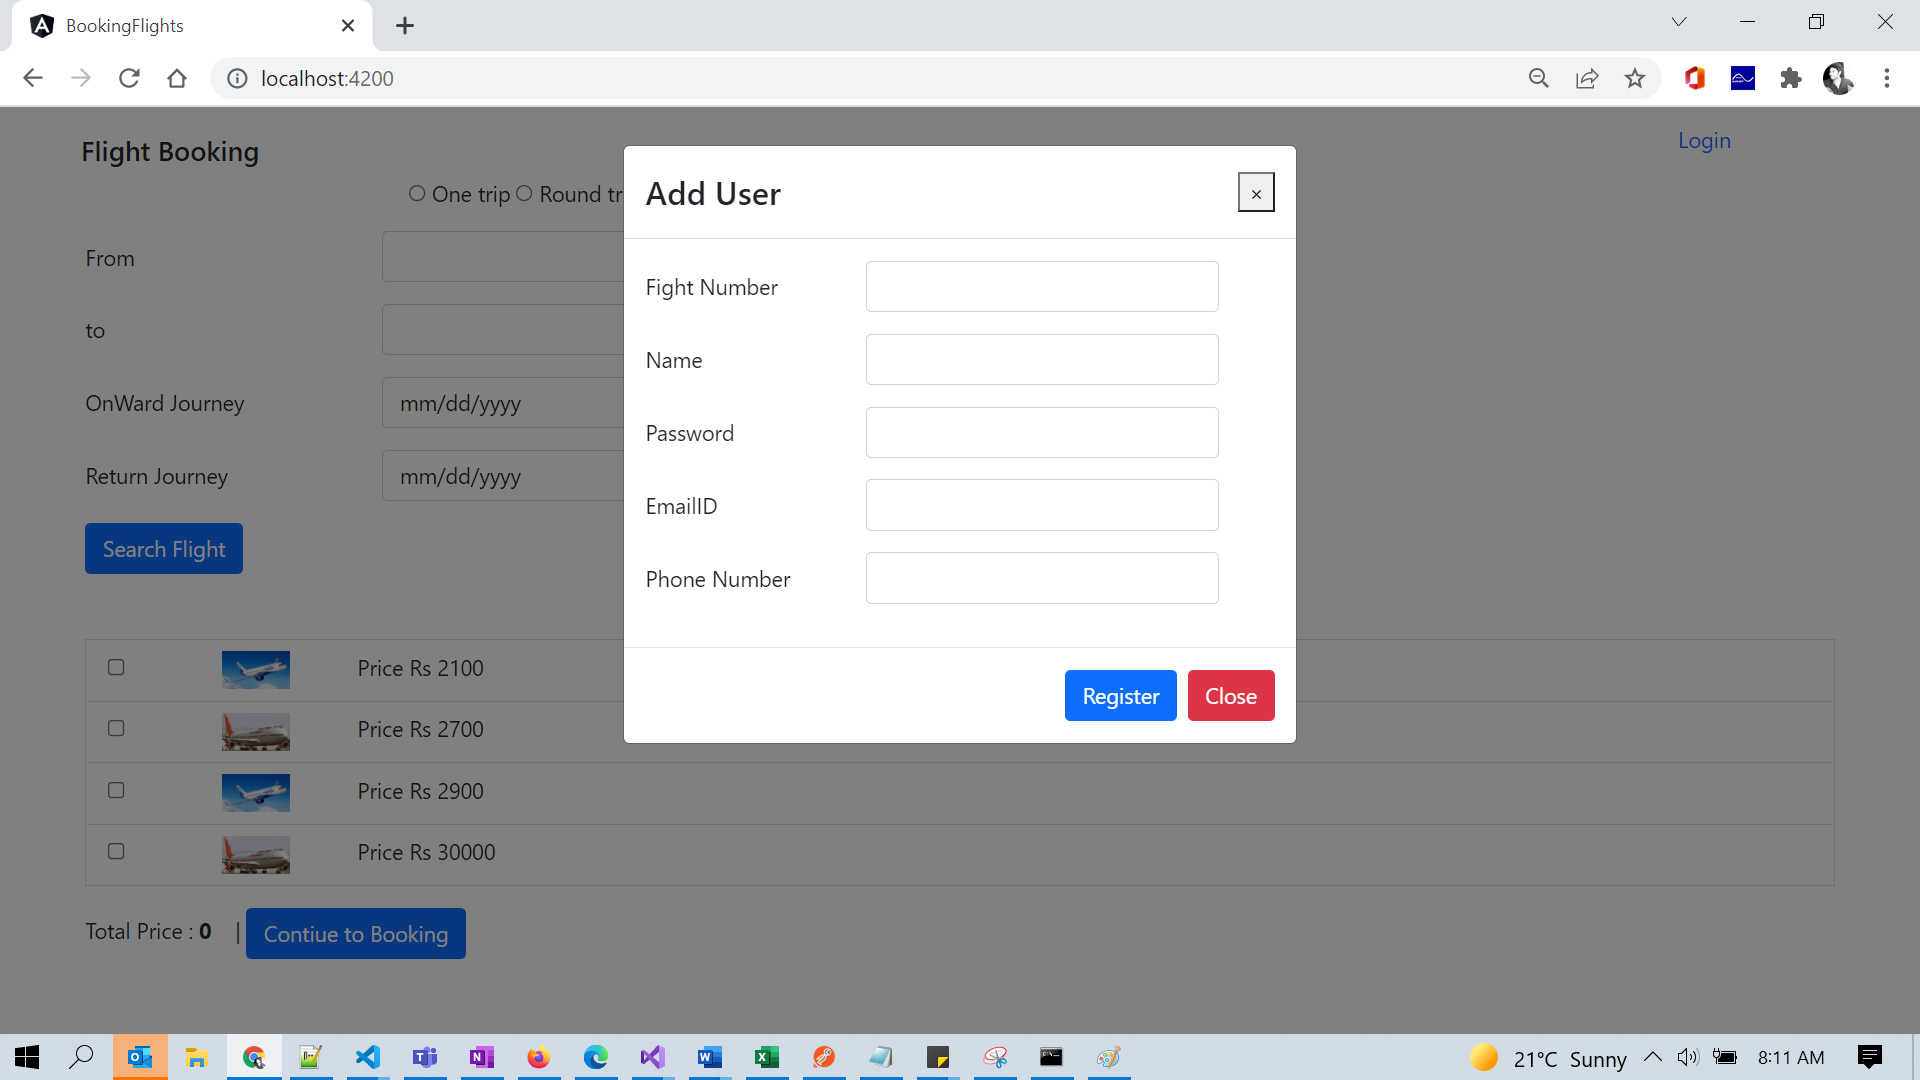 BookingFlights
localhost:4200
Flight Booking
Login
One trip Round tr
From
to
OnWard Journey
mm/dd/yyyy
Return Journey
mm/dd/yyyy
Search Flight
Add User
×
Fight Number
Name
Password
EmailID
Phone Number
Register Close
Price Rs 2100
Price Rs 2700
Price Rs 2900
Price Rs 30000
Total Price : 0 | Contiue to Booking
21°C Sunny 8:11 AM